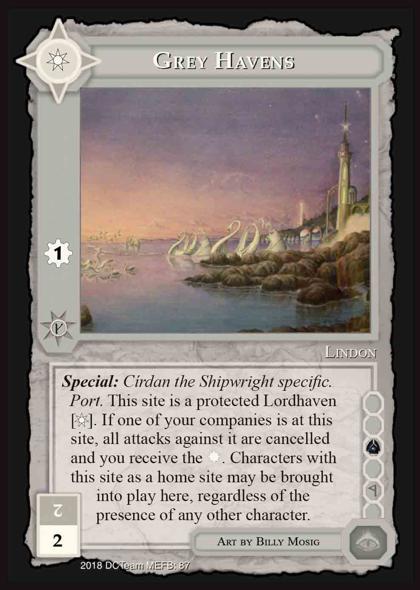 Grey Havens
1
Lindon
Special: Círdan the Shipwright specific.
Port. This site is a protected Lordhaven
[ ]. If one of your companies is at this
site, all attacks against it are cancelled
and you receive the . Characters with
this site as a home site may be brought
into play here, regardless of the
presence of any other character.
2
2
Art by Billy Mosig
2018 DCTeam MEFB: 87